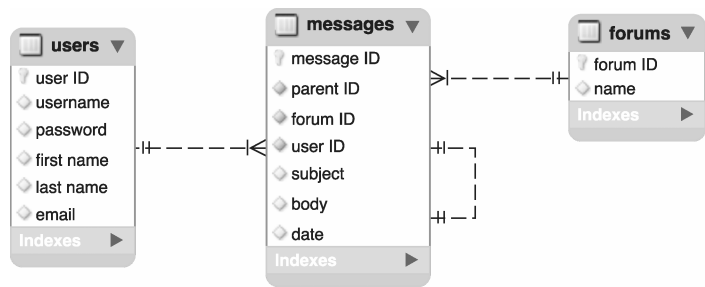 users
user ID
username
password
first name
last name
email
Indexes
messages
message ID
parent ID
forum ID
user ID
subject
body
date
Indexes
forums
forum ID
name
Indexes